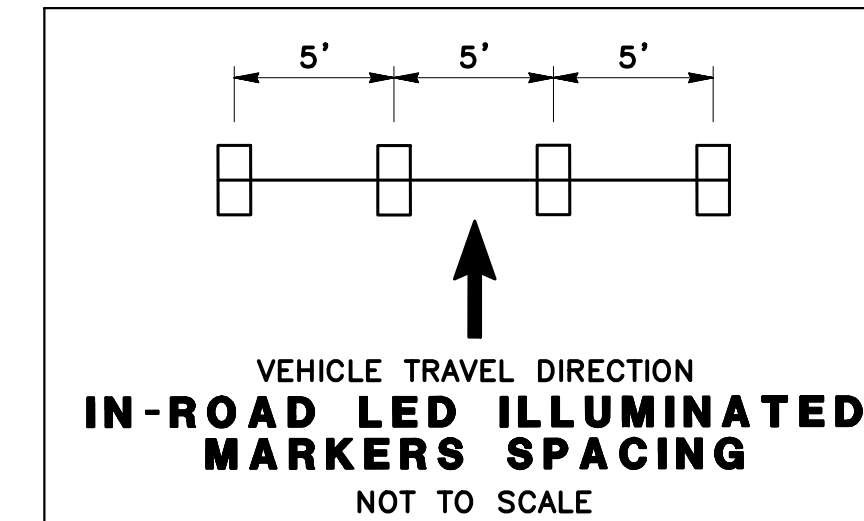 5' 5' 5'
VEHICLE TRAVEL DIRECTION
IN-ROAD LED ILLUMINATED
MARKERS SPACING
NOT TO SCALE